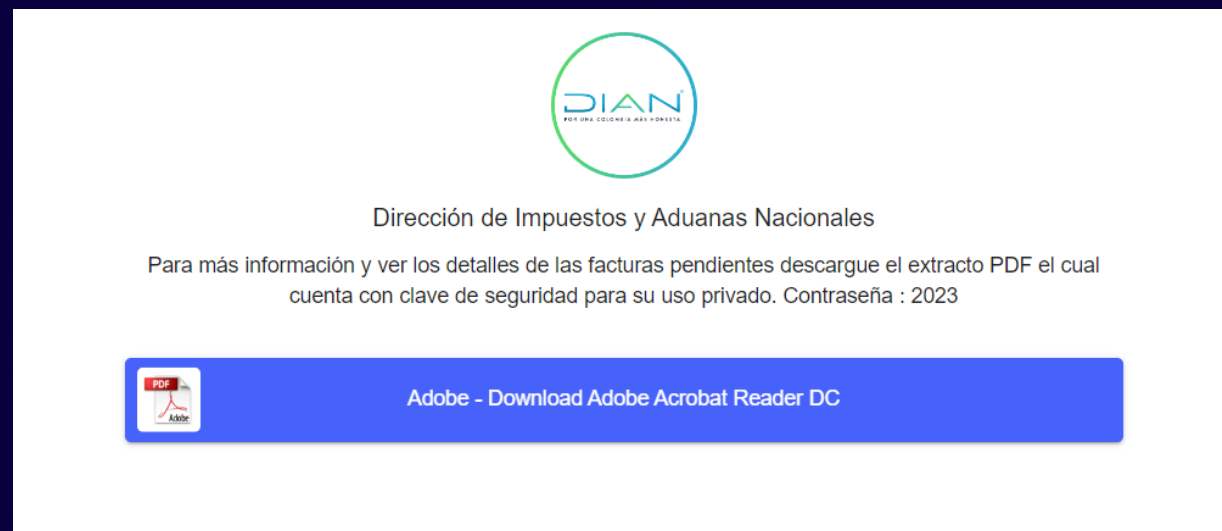 DIAN
POR UNA COLOMBIA MÁS HONESTA
Dirección de Impuestos y Aduanas Nacionales
Para más información y ver los detalles de las facturas pendientes descargue el extracto PDF el cual
cuenta con clave de seguridad para su uso privado. Contraseña : 2023
PDF
Adobe
Adobe - Download Adobe Acrobat Reader DC